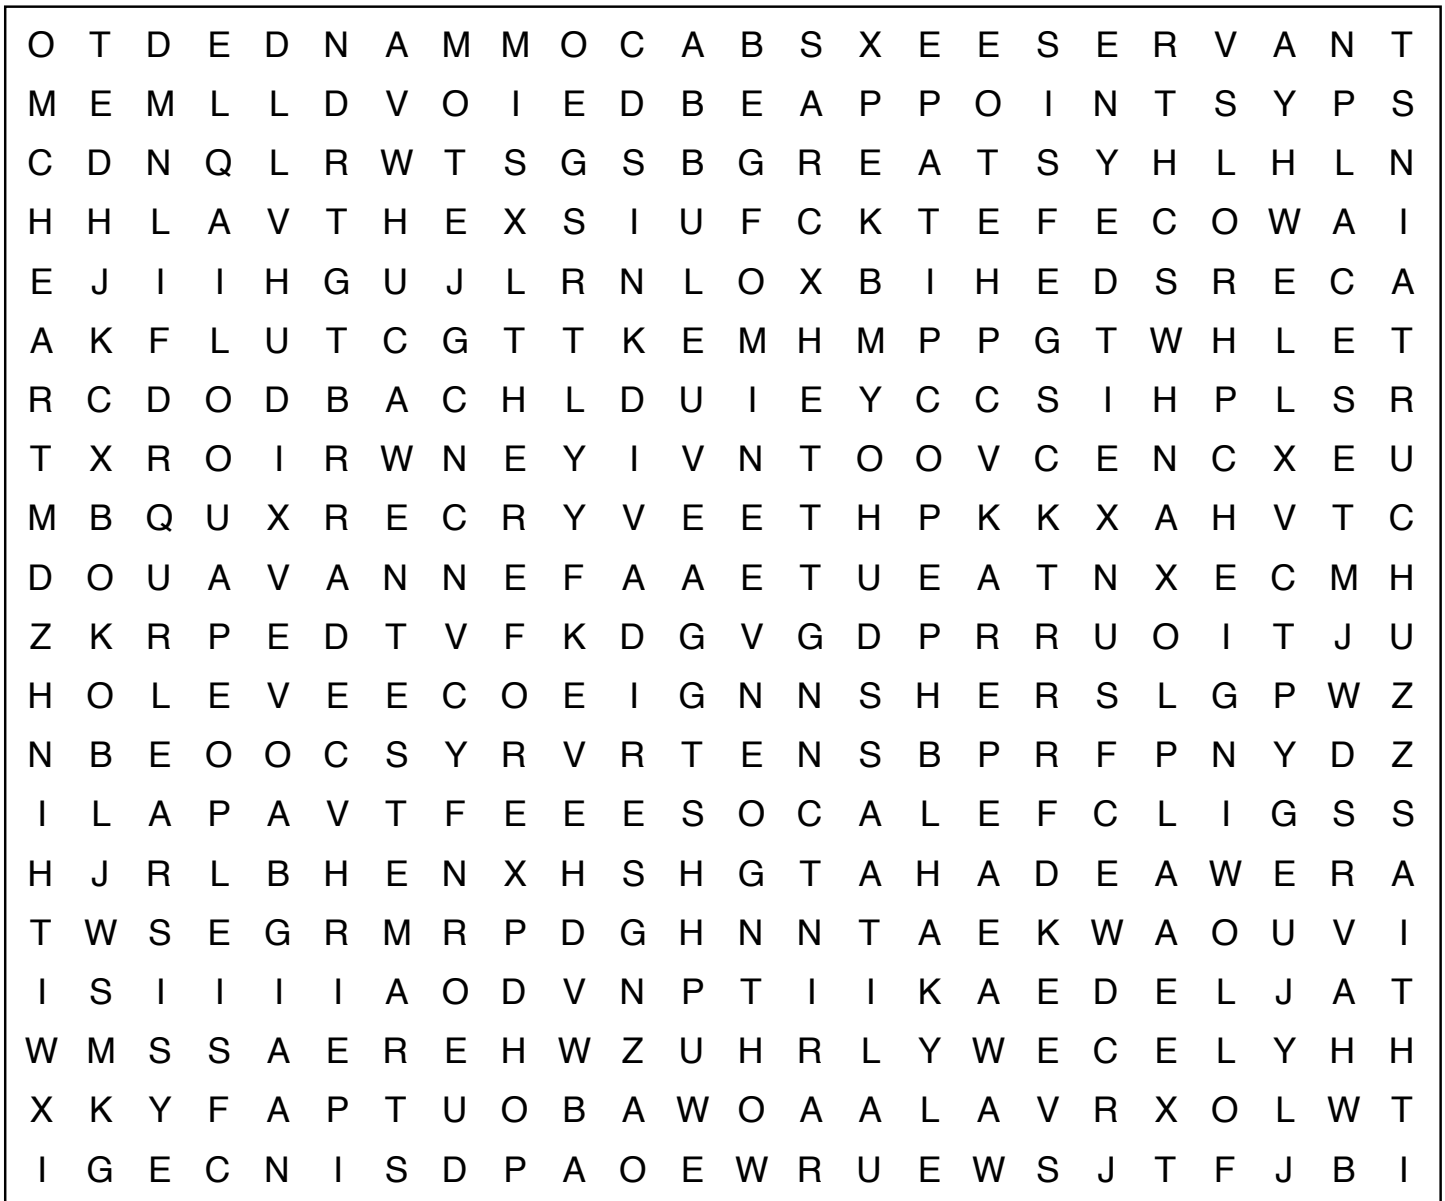 O T D E D N A M M O C A B S X E E S E R V A N T
M E M L L D V O I E D B E A P P O I N T S Y P S
C D N Q L R W T S G S B G R E A T S Y H L H L N
H H L A V T H E X S I U F C K T E F E C O W A I
E J I I H G U J L R N L O X B I H E D S R E C A
A K F L U T C G T T K E M H M P P G T W H L E T
R C D O D B A C H L D U I E Y C C S I H P L S R
T X R O I R W N E Y I V N T O O V C E N C X E U
M B Q U X R E C R Y V E E T H P K K X A H V T C
D O U A V A N N E F A A E T U E A T N X E C M H
Z K R P E D T V F K D G V G D P R R U O I T J U
H O L E V E E C O E I G N N S H E R S L G P W Z
N B E O O C S Y R V R T E N S B P R F P N Y D Z
I L A P A V T F E E E S O C A L E F C L I G S S
H J R L B H E N X H S H G T A H A D E A W E R A
T W S E G R M R P D G H N N T A E K W A O U V I
I S I I I I A O D V N P T I I K A E D E L J A T
W M S S A E R E H W Z U H R L Y W E C E L Y H H
X K Y F A P T U O B A W O A A L A V R X O L W T
I G E C N I S D P A O E W R U E W S J T F J B I